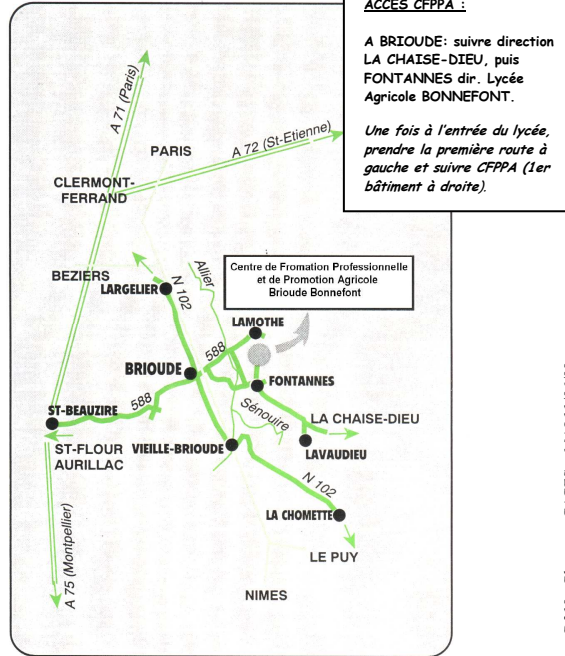 ACCES CFPPA :
A BRIOUDE: suivre direction
LA CHAISE-DIEU, puis
FONTANNES dir. Lycée
Agricole BONNEFONT.
Une fois à l'entrée du lycée,
prendre la première route à
gauche et suivre CFPPA (1er
bâtiment à droite).
A 71 (Paris)
PARIS
A 72 (St-Etienne)
CLERMONT-
FERRAND
BEZIERS
LARGELIER
N 102
Allier
Centre de Fromation Professionnelle
et de Promotion Agricole
Brioude Bonnefont
LAMOTHE
588
BRIOUDE
FONTANNES
588
ST-BEAUZIRE
Sénouire
LA CHAISE-DIEU
ST-FLOUR
AURILLAC
VIEILLE-BRIOUDE
LAVAUDIEU
N 102
LA CHOMETTE
A 75 (Montpellier)
LE PUY
NIMES